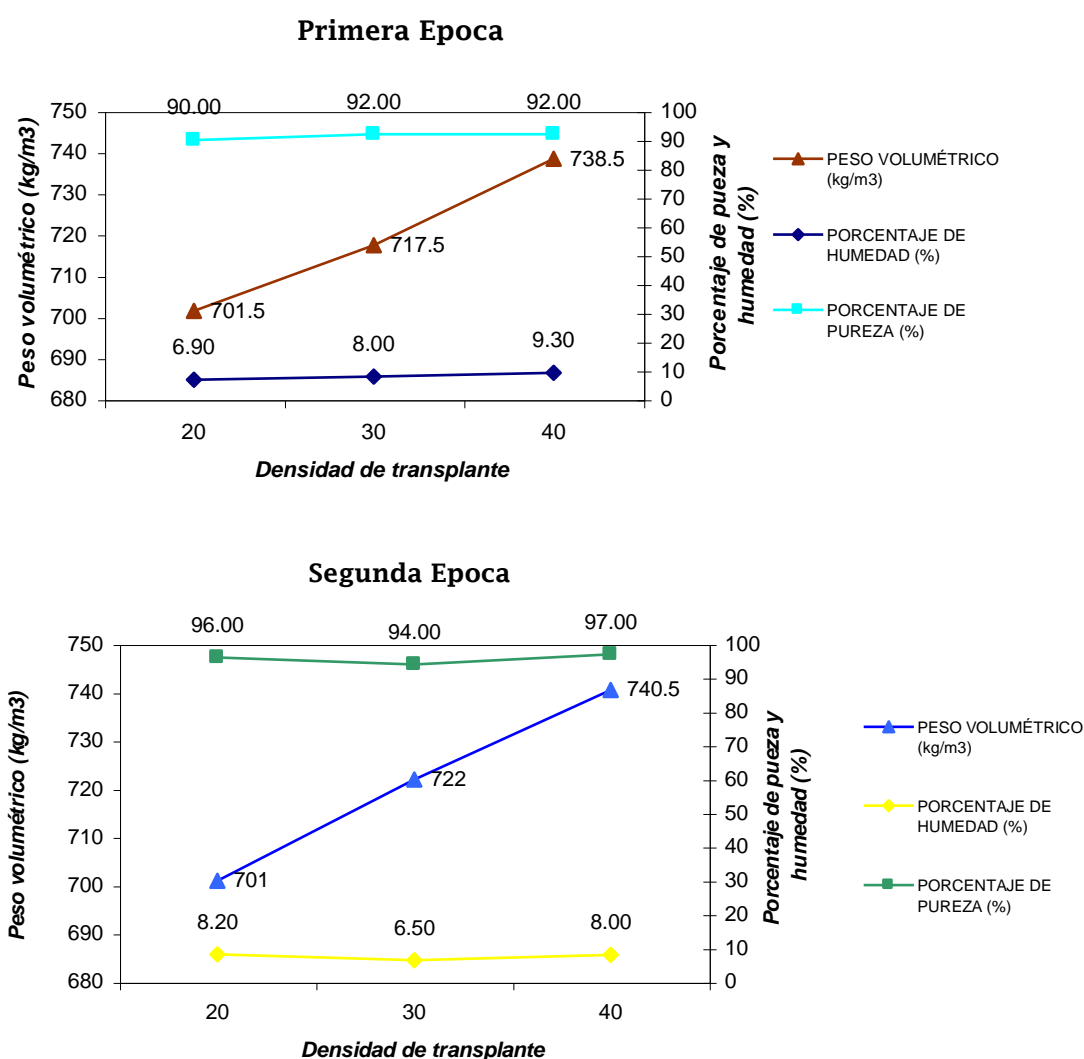 Primera Epoca
90.00 92.00 92.00
750 100
740 90
730 80
720 70
710 60
700 50
690 40
680 30
20
10
0
738.5
717.5
701.5
6.90 8.00 9.30
20 30 40
Peso volumétrico (kg/m3)
Porcentaje de pueza y
humedad (%)
Densidad de transplante
PESO VOLUMÉTRICO
(kg/m3)
PORCENTAJE DE
HUMEDAD (%)
PORCENTAJE DE
PUREZA (%)
Segunda Epoca
96.00 94.00 97.00
750 100
740 90
730 80
720 70
710 60
700 50
690 40
680 30
20
10
0
740.5
722
701
8.20 6.50 8.00
20 30 40
Peso volumétrico (kg/m3)
Porcentaje de pueza y
humedad (%)
Densidad de transplante
PESO VOLUMÉTRICO
(kg/m3)
PORCENTAJE DE
HUMEDAD (%)
PORCENTAJE DE
PUREZA (%)